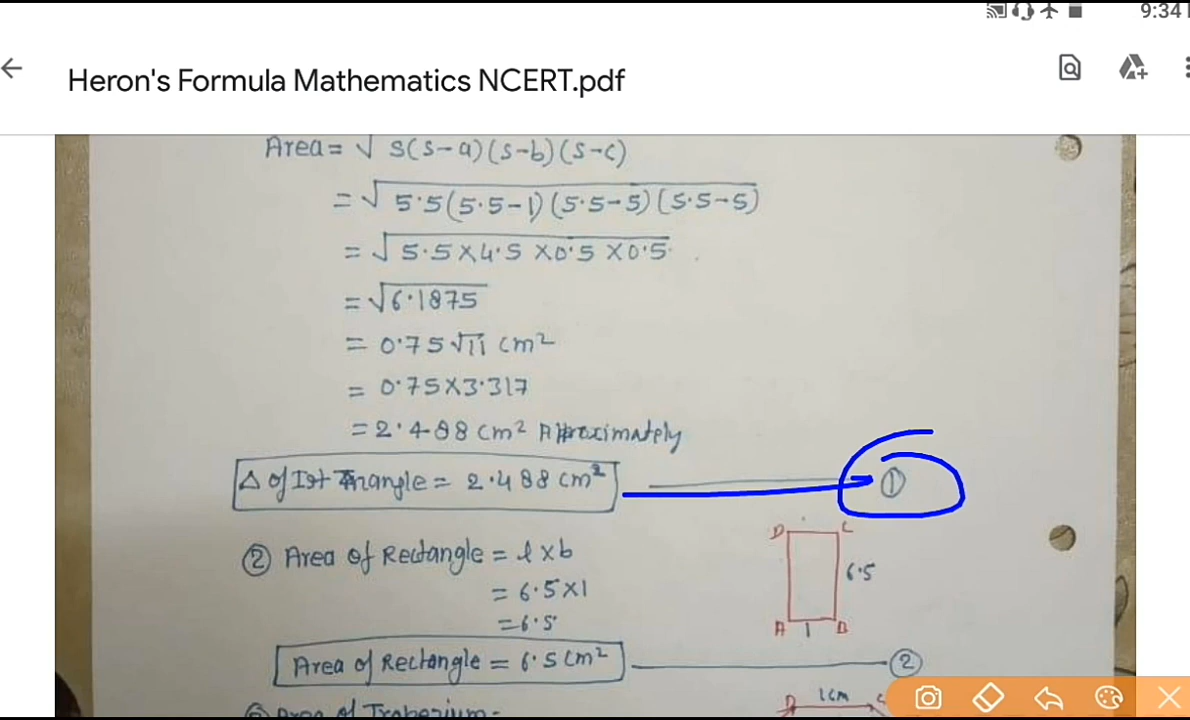 9:34
Heron's Formula Mathematics NCERT.pdf
Area = √ s(s-a)(s-b)(s-c)
= √ 5.5(5.5-1)(5.5-5)(5.5-5)
= √ 5.5×4.5×0.5×0.5
= √6.1875
= 0.75√11 cm²
= 0.75×3.317
= 2.488 cm² Approximately
Δ of Ist Triangle = 2.488 cm² ①
② Area of Rectangle = l×b
= 6.5×1
= 6.5
D C
6.5
A 1 B
Area of Rectangle = 6.5 cm² ②
Area of Trapezium -
D 1cm C